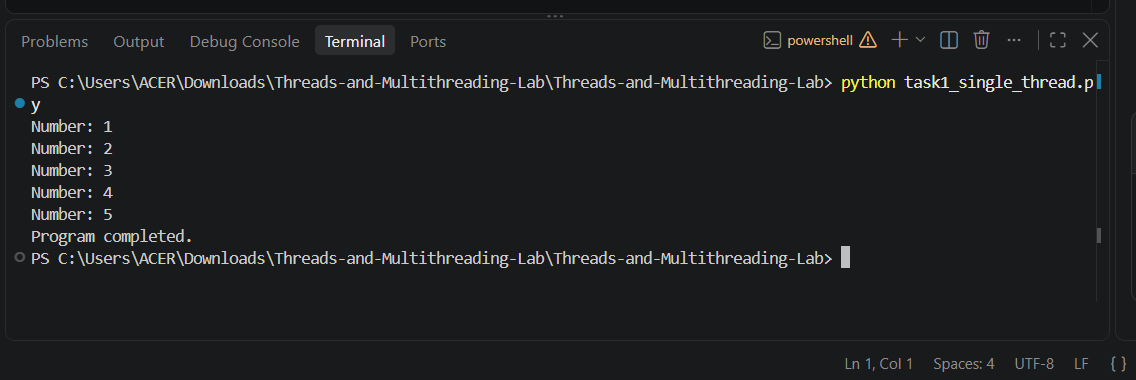 Problems Output Debug Console Terminal Ports powershell
PS C:\Users\ACER\Downloads\Threads-and-Multithreading-Lab\Threads-and-Multithreading-Lab> python task1_single_thread.p
y
Number: 1
Number: 2
Number: 3
Number: 4
Number: 5
Program completed.
PS C:\Users\ACER\Downloads\Threads-and-Multithreading-Lab\Threads-and-Multithreading-Lab>
Ln 1, Col 1 Spaces: 4 UTF-8 LF { }